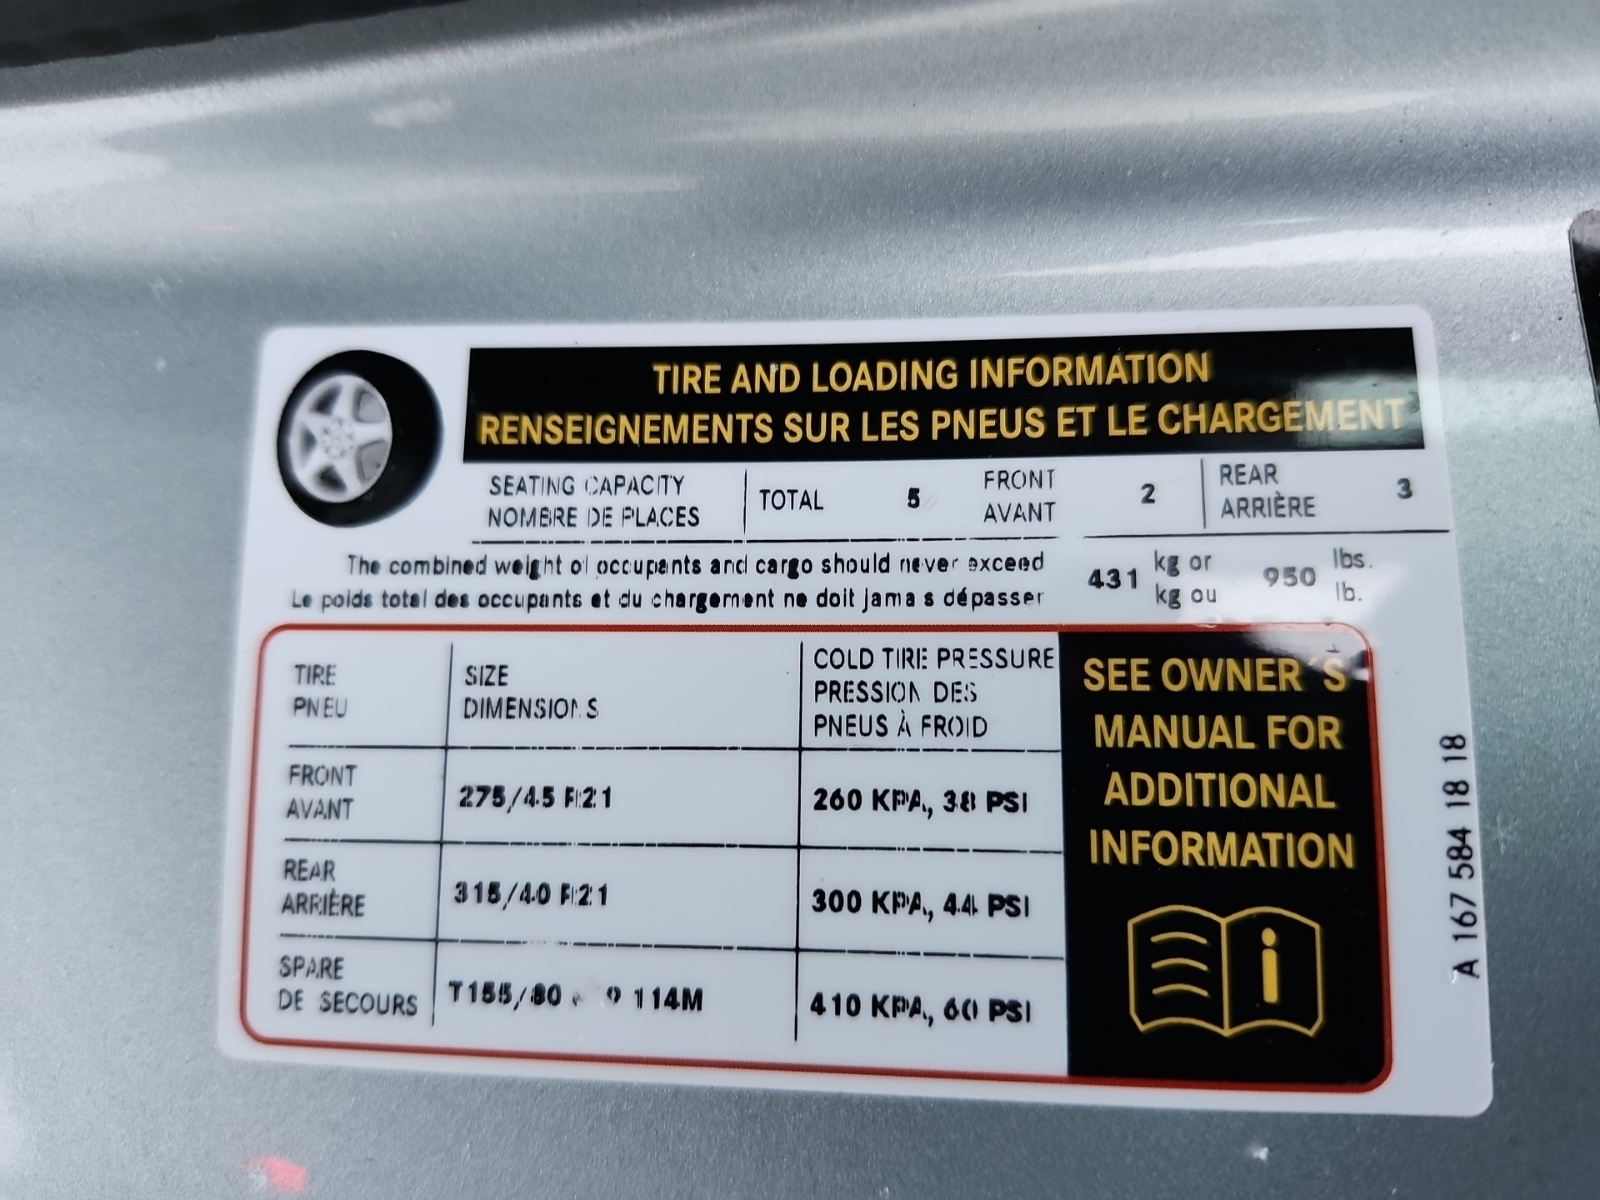 TIRE AND LOADING INFORMATION
RENSEIGNEMENTS SUR LES PNEUS ET LE CHARGEMENT
SEATING CAPACITY
NOMBRE DE PLACES
TOTAL 5
FRONT
AVANT
2
REAR
ARRIÈRE
3
The combined weight of occupants and cargo should never exceed
Le poids total des occupants et du chargement ne doit jamais dépasser
431
kg or
kg ou
950
lbs.
lb.
TIRE
PNEU
SIZE
DIMENSIONS
COLD TIRE PRESSURE
PRESSION DES
PNEUS À FROID
FRONT
AVANT
275/45 R21
260 KPA, 38 PSI
REAR
ARRIÈRE
315/40 R21
300 KPA, 44 PSI
SPARE
DE SECOURS
T155/80 114M
410 KPA, 60 PSI
SEE OWNER´S
MANUAL FOR
ADDITIONAL
INFORMATION
A 167 584 18 18